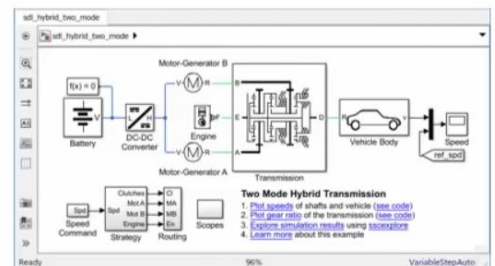 sdl_hybrid_two_mode
sdl_hybrid_two_mode
Motor-Generator B
f(x) = 0
V M R
B
V
L H
Battery
DC-DC
Converter
Engine
E
D
R
Vehicle Body
Speed
V M R
A
Motor-Generator A
Transmission
ref_spd
Clutches Cl
Mot A MA
Mot B MB
Engine En
Spd
Spd
Speed
Command
Strategy
Routing
Scopes
Two Mode Hybrid Transmission
1. Plot speeds of shafts and vehicle (see code)
2. Plot gear ratio of the transmission (see code)
3. Explore simulation results using sscexplore
4. Learn more about this example
Ready
96%
VariableStepAuto